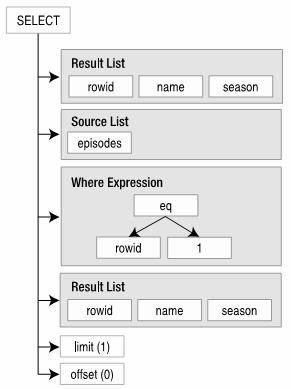 SELECT
Result List
rowid name season
Source List
episodes
Where Expression
eq
rowid 1
Result List
rowid name season
limit (1)
offset (0)